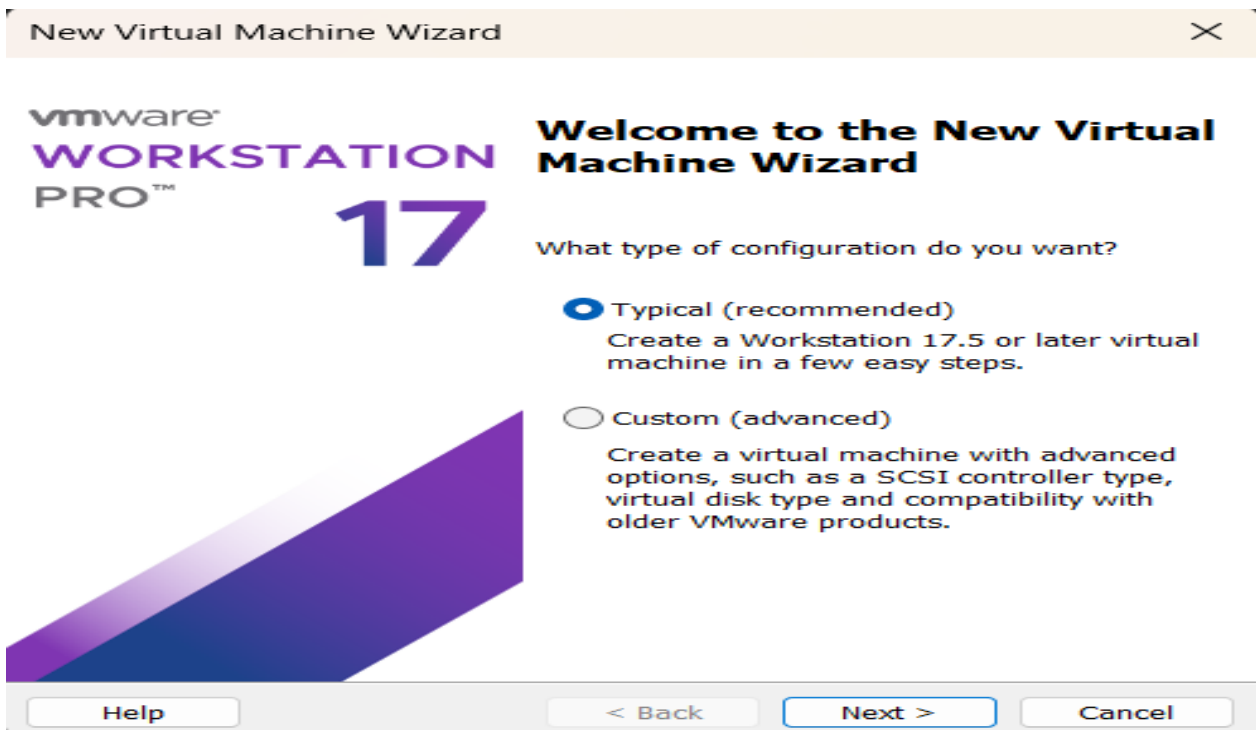 New Virtual Machine Wizard
vmware
WORKSTATION
PRO™
17
Welcome to the New Virtual
Machine Wizard
What type of configuration do you want?
Typical (recommended)
Create a Workstation 17.5 or later virtual
machine in a few easy steps.
Custom (advanced)
Create a virtual machine with advanced
options, such as a SCSI controller type,
virtual disk type and compatibility with
older VMware products.
Help
< Back
Next >
Cancel